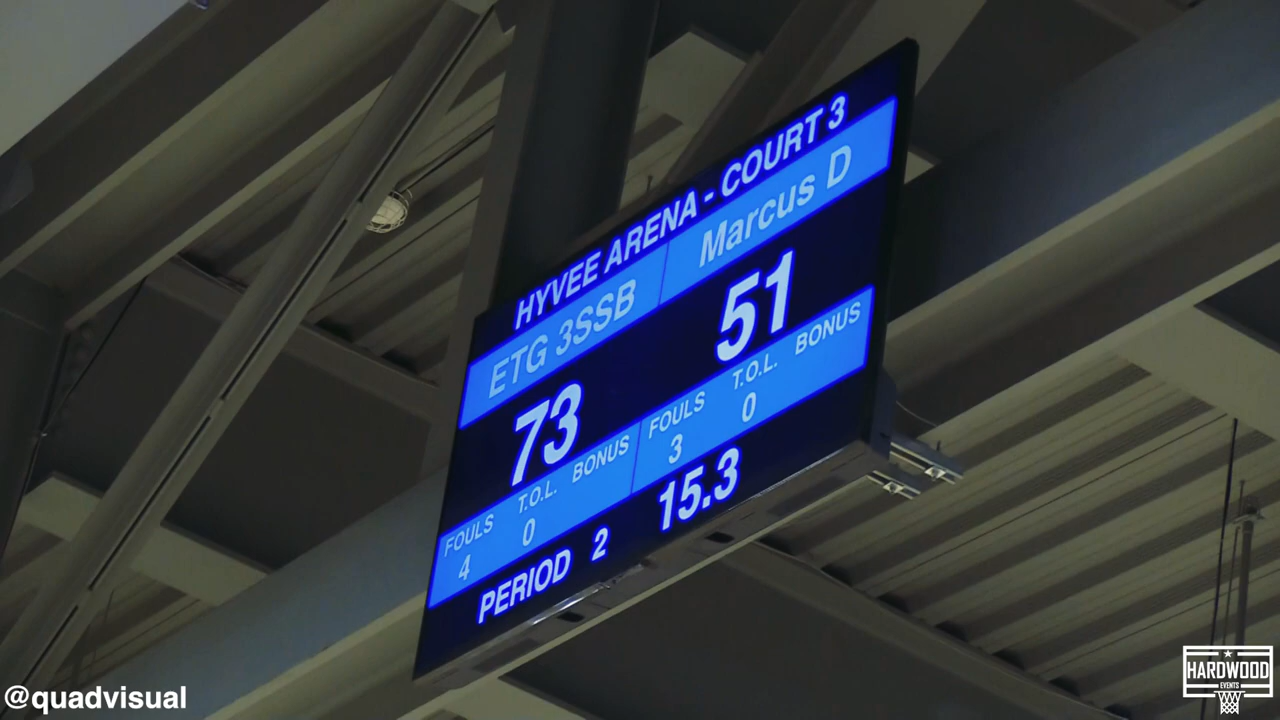 HYVEE ARENA - COURT 3
ETG 3SSB Marcus D
73 51
FOULS T.O.L. BONUS FOULS T.O.L. BONUS
4 0 3 0
PERIOD 2 15.3
@quadvisual
HARDWOOD
EVENTS